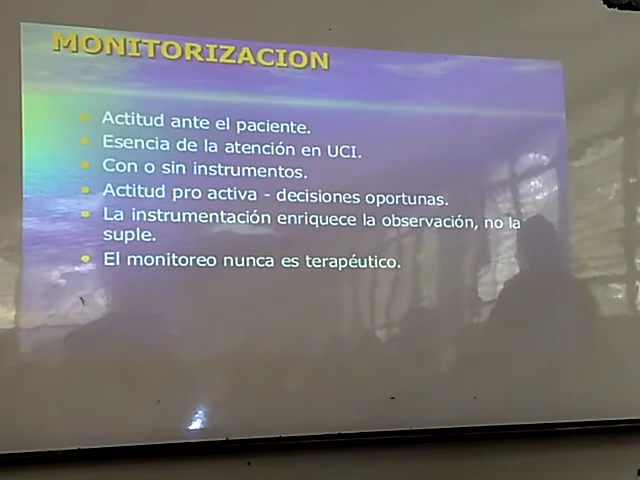 MONITORIZACION
Actitud ante el paciente.
Esencia de la atención en UCI.
Con o sin instrumentos.
Actitud pro activa - decisiones oportunas.
La instrumentación enriquece la observación, no la
suple.
El monitoreo nunca es terapéutico.